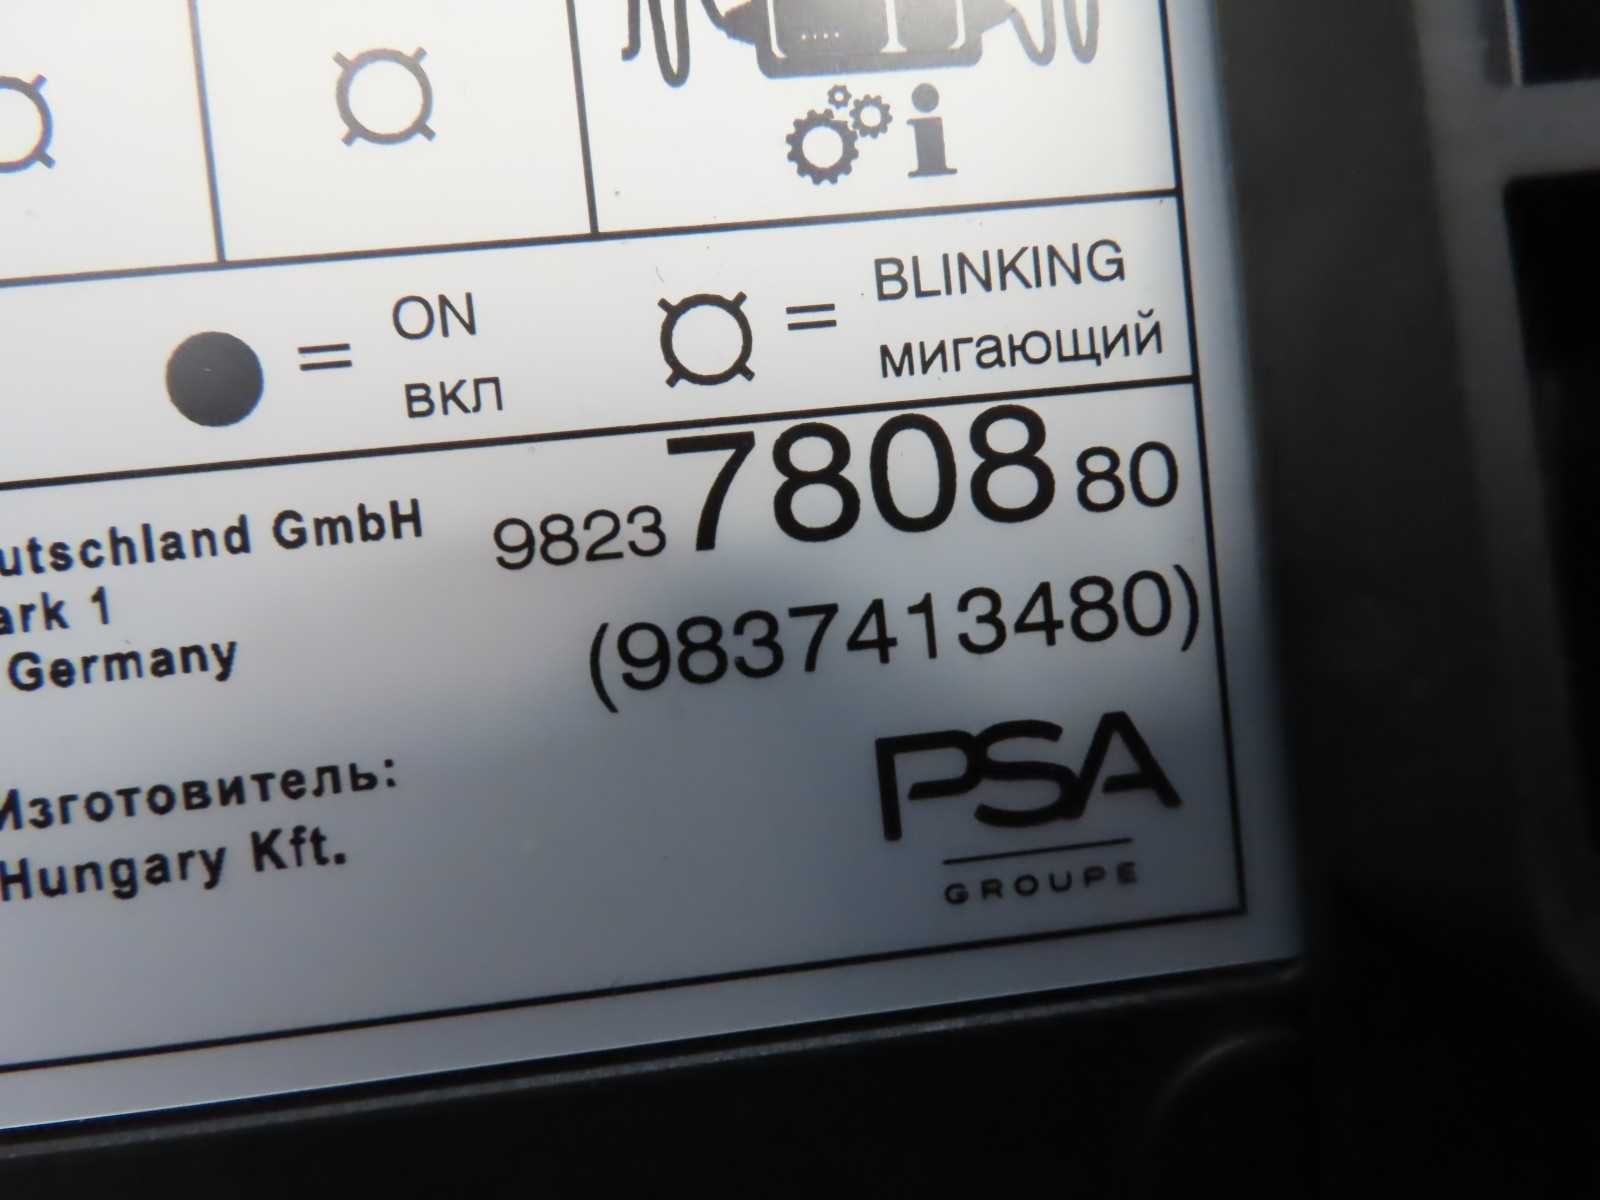 = ON
ВКЛ
= BLINKING
мигающий
utschland GmbH
9823 7808 80
ark 1
(9837413480)
Germany
PSA
GROUPE
Изготовитель:
Hungary Kft.